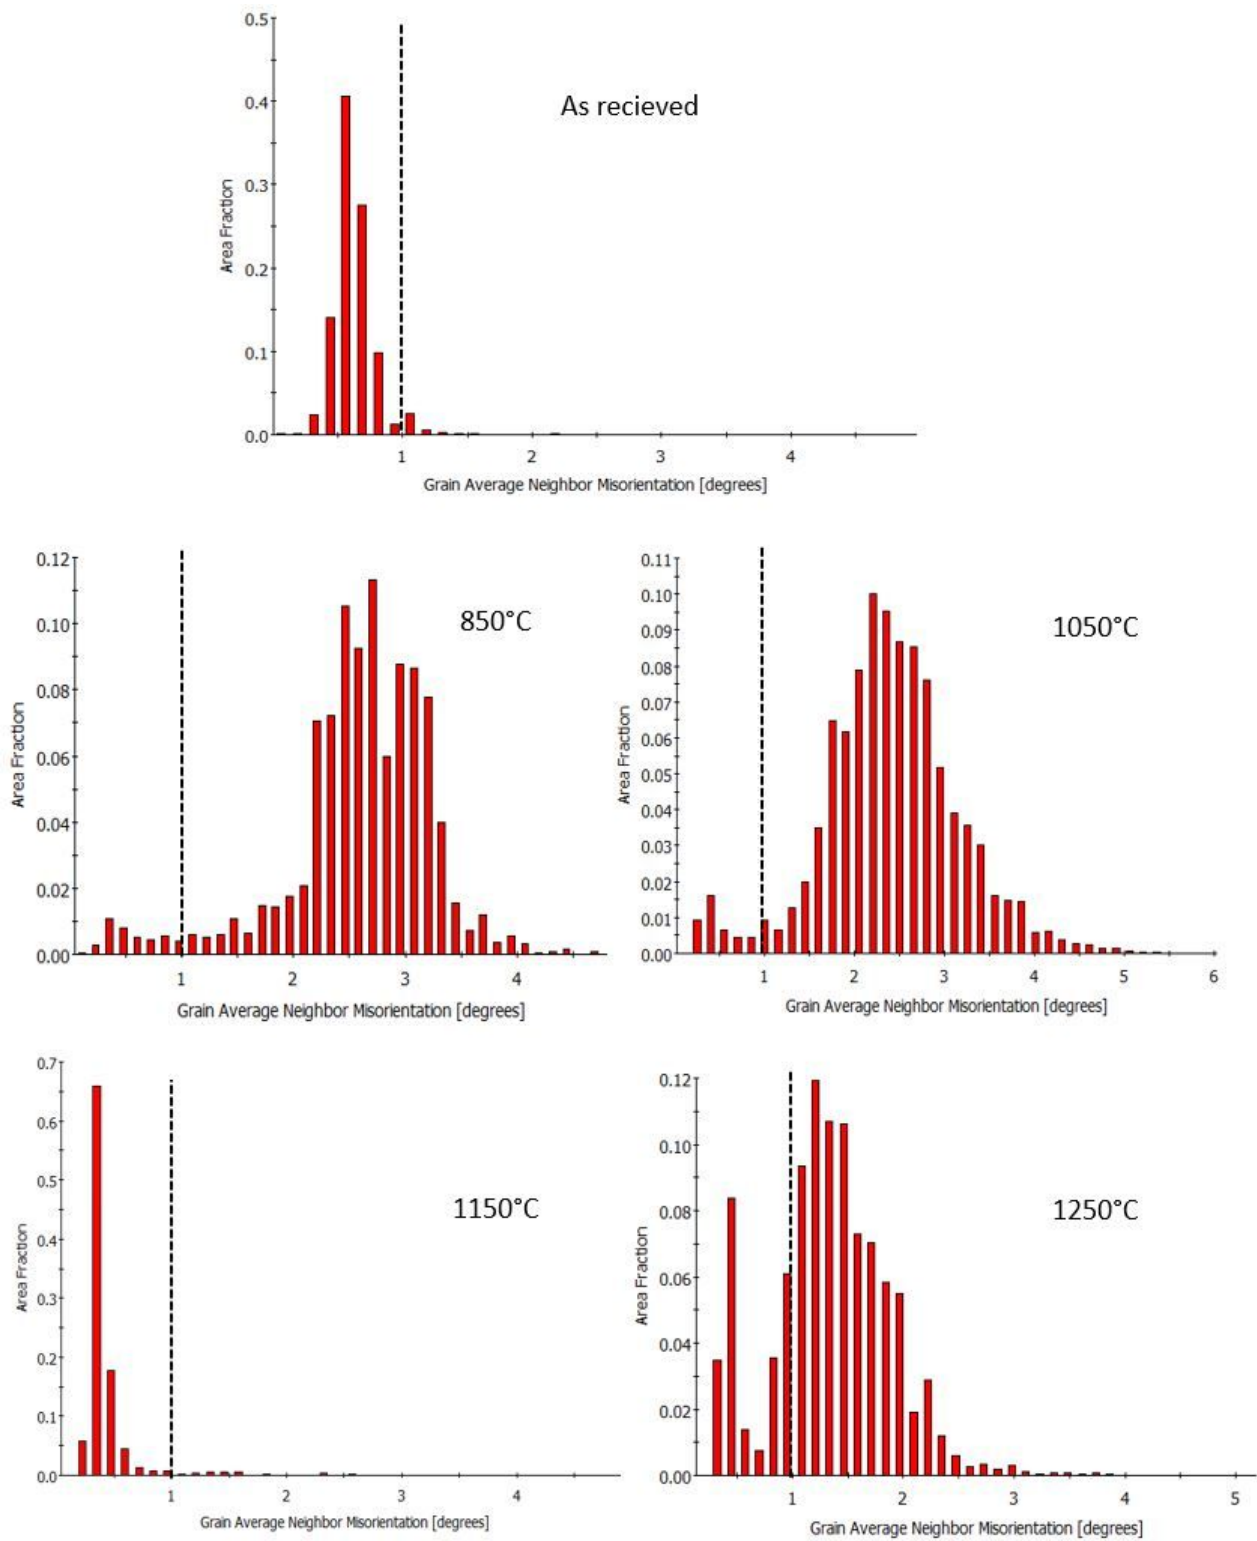 0.5
0.4
0.3
0.2
0.1
0.0
Area Fraction
As recieved
1 2 3 4
Grain Average Neighbor Misorientation [degrees]
0.12
0.10
0.08
0.06
0.04
0.02
0.00
Area Fraction
850°C
1 2 3 4
Grain Average Neighbor Misorientation [degrees]
0.11
0.10
0.09
0.08
0.07
0.06
0.05
0.04
0.03
0.02
0.01
0.00
Area Fraction
1050°C
1 2 3 4 5 6
Grain Average Neighbor Misorientation [degrees]
0.7
0.6
0.5
0.4
0.3
0.2
0.1
0.0
Area Fraction
1150°C
1 2 3 4
Grain Average Neighbor Misorientation [degrees]
0.12
0.10
0.08
0.06
0.04
0.02
0.00
Area Fraction
1250°C
1 2 3 4 5
Grain Average Neighbor Misorientation [degrees]